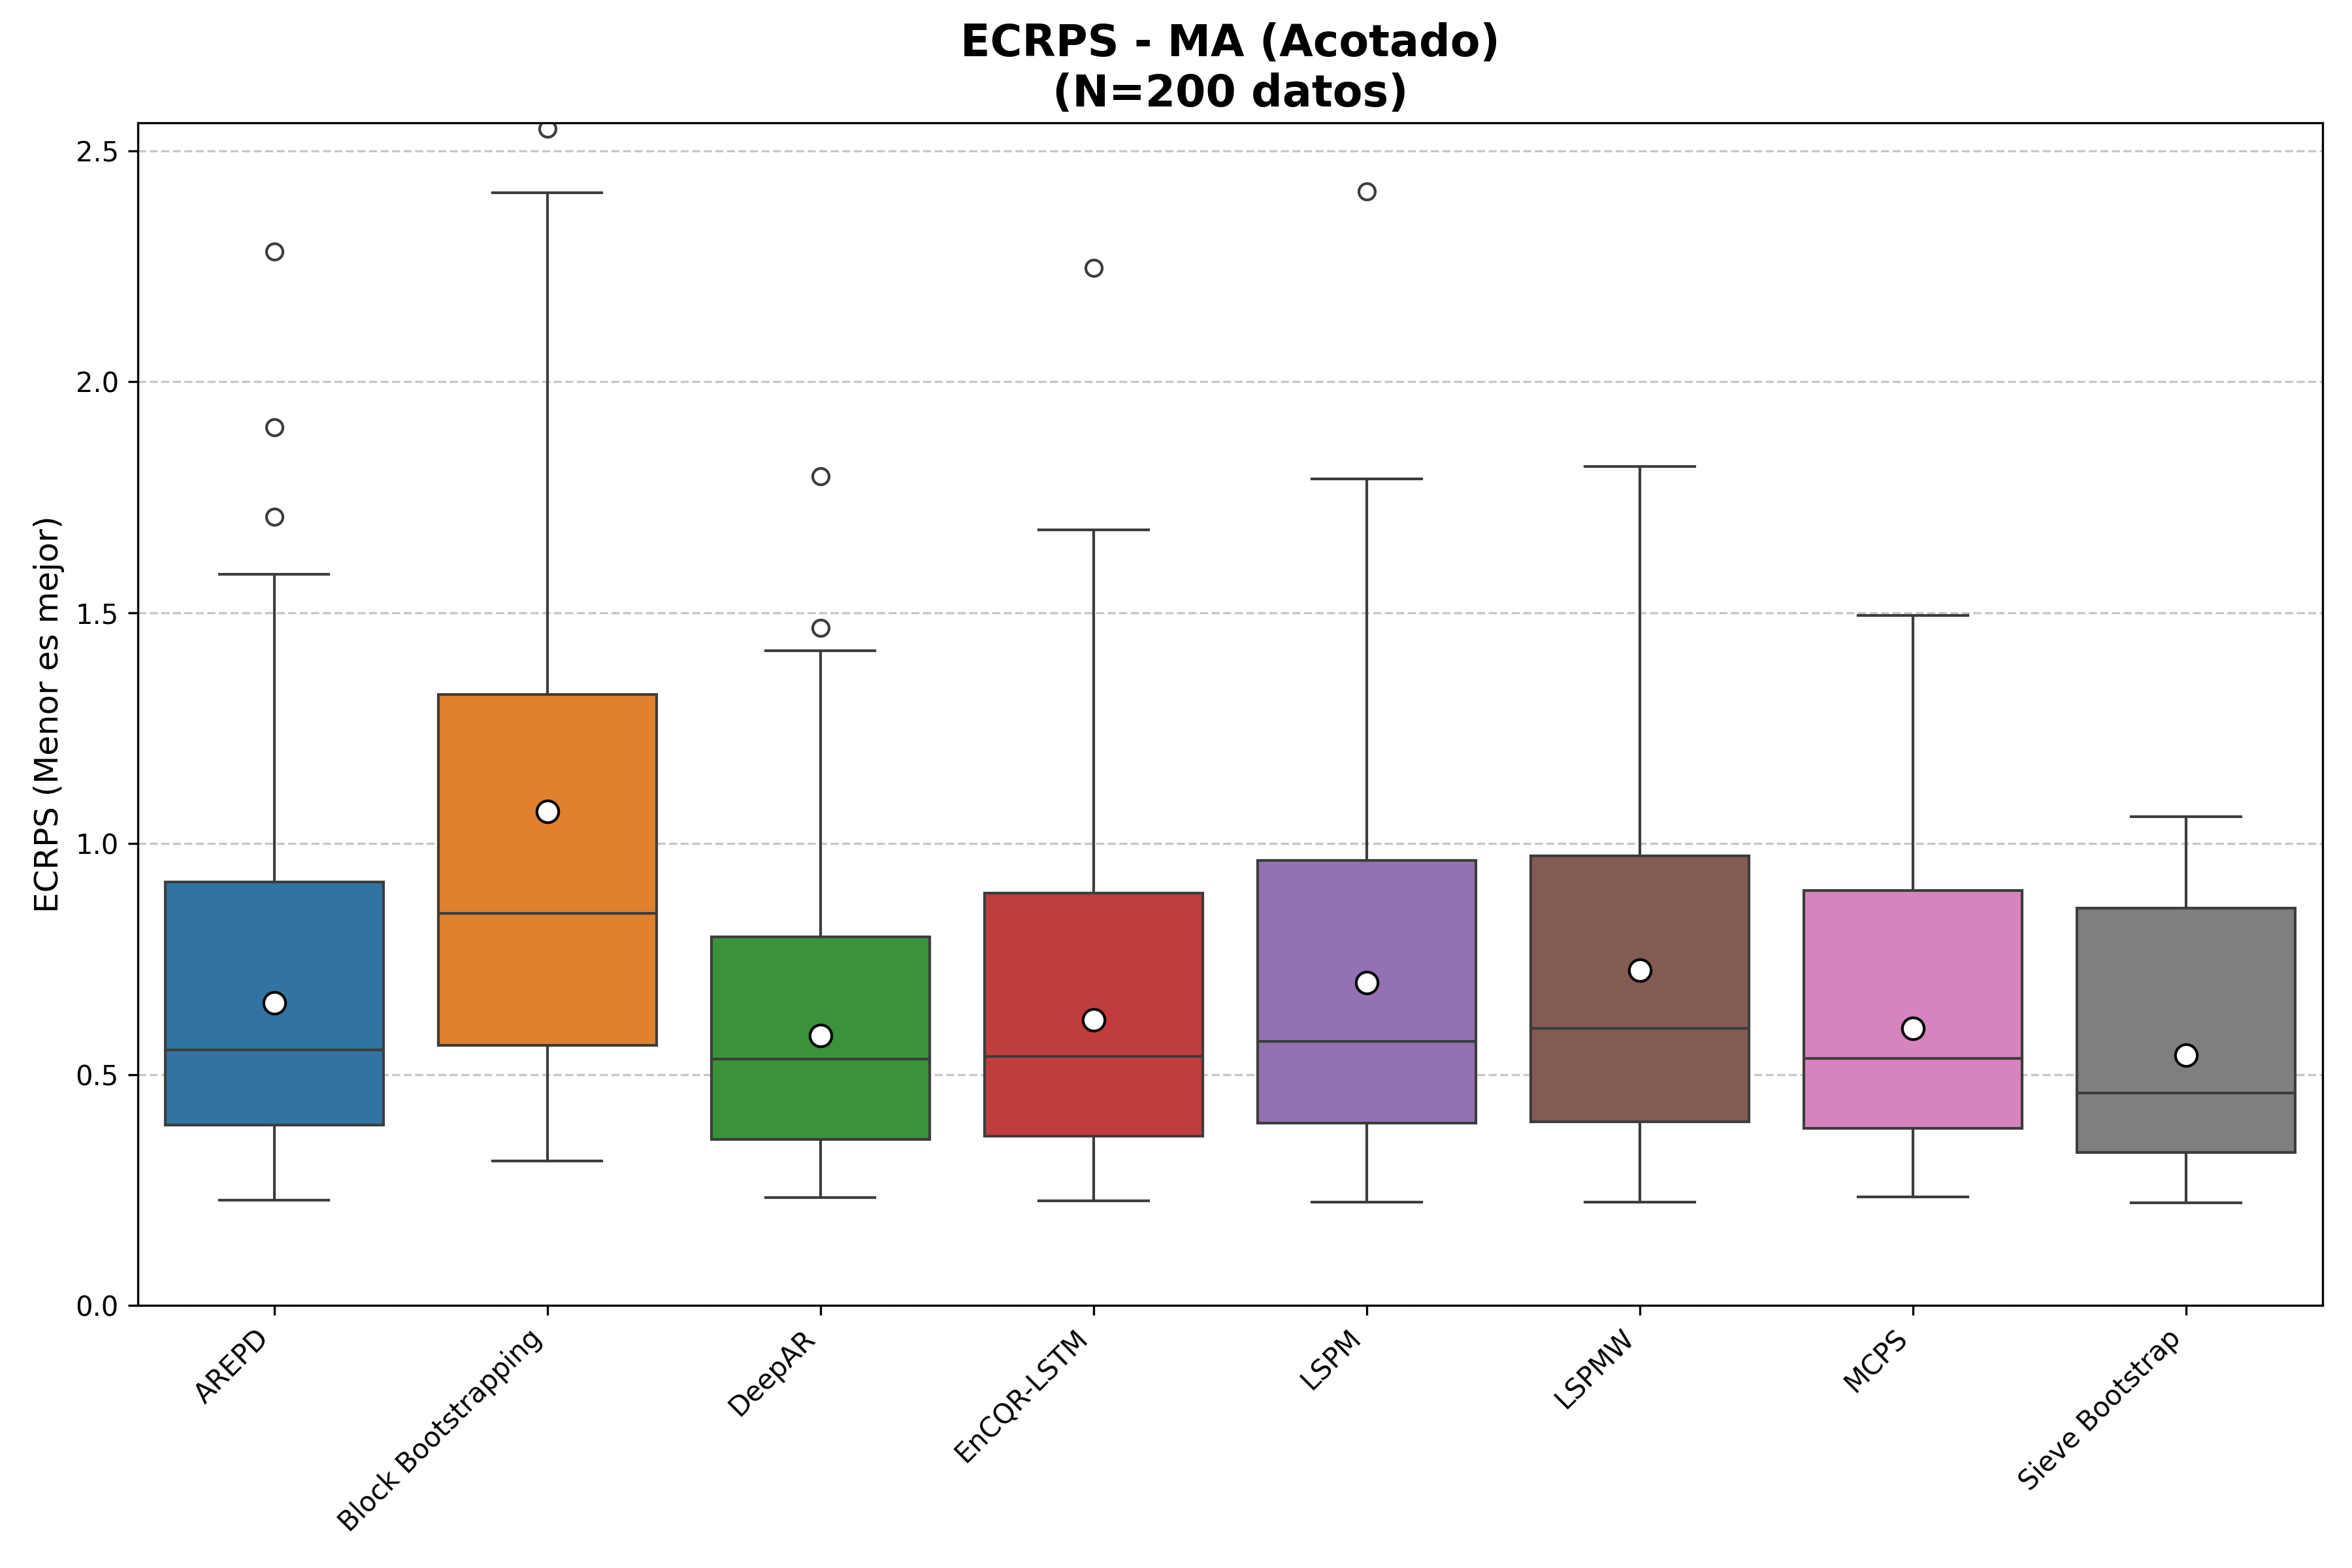 ECRPS - MA (Acotado)
(N=200 datos)
ECRPS (Menor es mejor)
2.5
2.0
1.5
1.0
0.5
0.0
AREPD
Block Bootstrapping
DeepAR
EnCQR-LSTM
LSPM
LSPMW
MCPS
Sieve Bootstrap